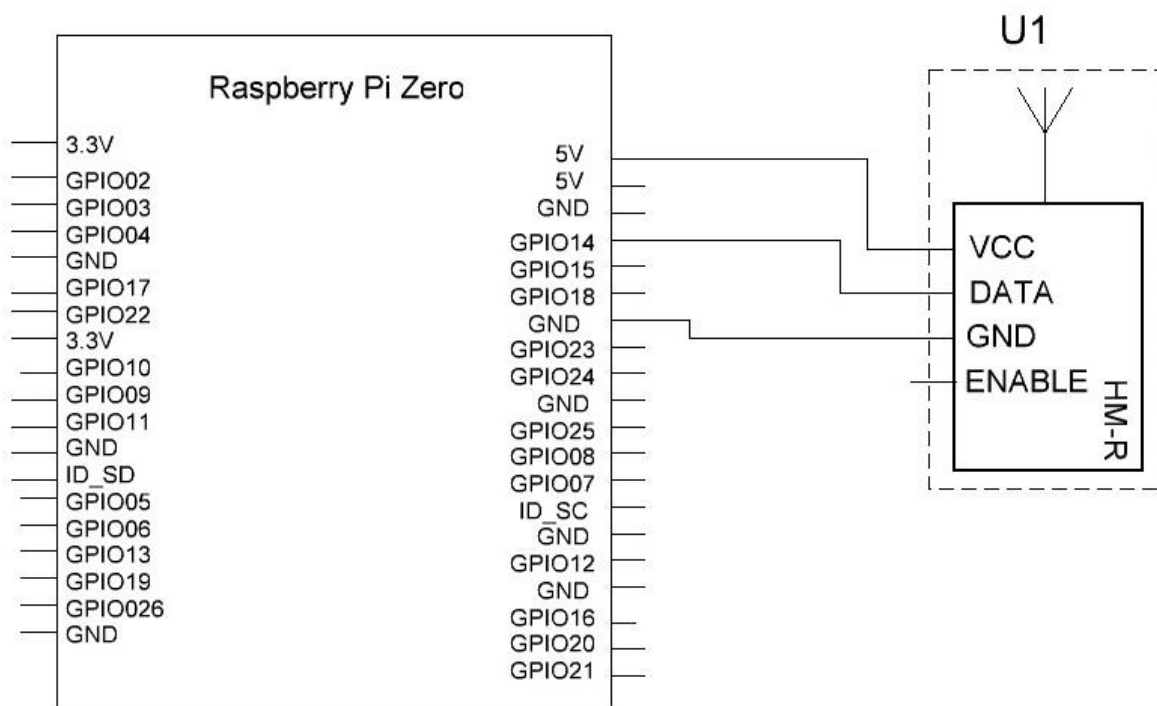 U1
Raspberry Pi Zero
3.3V
GPIO02
GPIO03
GPIO04
GND
GPIO17
GPIO22
3.3V
GPIO10
GPIO09
GPIO11
GND
ID_SD
GPIO05
GPIO06
GPIO13
GPIO19
GPIO026
GND
5V
5V
GND
GPIO14
GPIO15
GPIO18
GND
GPIO23
GPIO24
GND
GPIO25
GPIO08
GPIO07
ID_SC
GND
GPIO12
GND
GPIO16
GPIO20
GPIO21
VCC
DATA
GND
ENABLE
HM-R